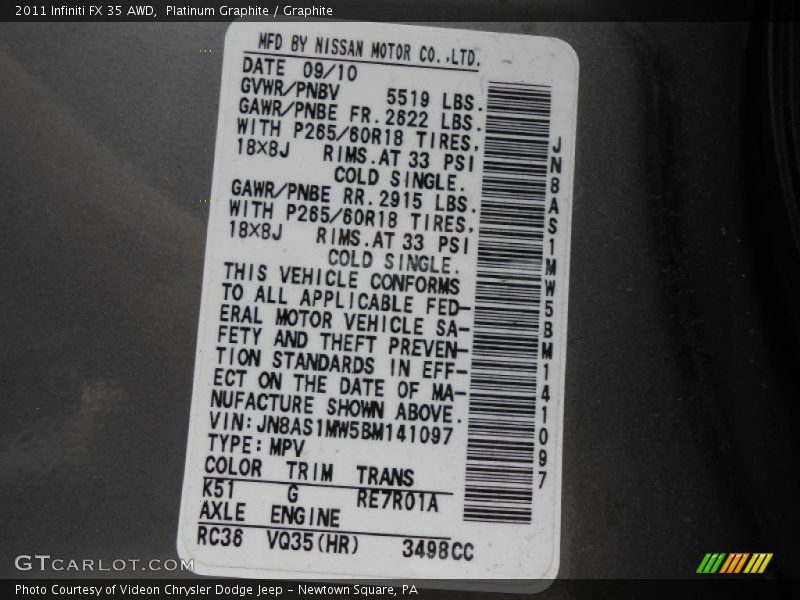 2011 Infiniti FX 35 AWD,  Platinum Graphite / Graphite
MFD BY NISSAN MOTOR CO.,LTD.
DATE 09/10
GVWR/PNBV 5519 LBS.
GAWR/PNBE FR.2622 LBS.
WITH P265/60R18 TIRES,
18×8J RIMS.AT 33 PSI
COLD SINGLE.
GAWR/PNBE RR.2915 LBS.
WITH P265/60R18 TIRES,
18×8J RIMS.AT 33 PSI
COLD SINGLE.
THIS VEHICLE CONFORMS
TO ALL APPLICABLE FED-
ERAL MOTOR VEHICLE SA-
FETY AND THEFT PREVEN-
TION STANDARDS IN EFF-
ECT ON THE DATE OF MA-
NUFACTURE SHOWN ABOVE.
VIN:JN8AS1MW5BM141097
TYPE:MPV
COLOR TRIM TRANS
K51 G RE7R01A
AXLE ENGINE
RC36 VQ35(HR) 3498CC
JN8AS1MW5BM141097
GTCARLOT.COM
Photo Courtesy of Videon Chrysler Dodge Jeep - Newtown Square, PA